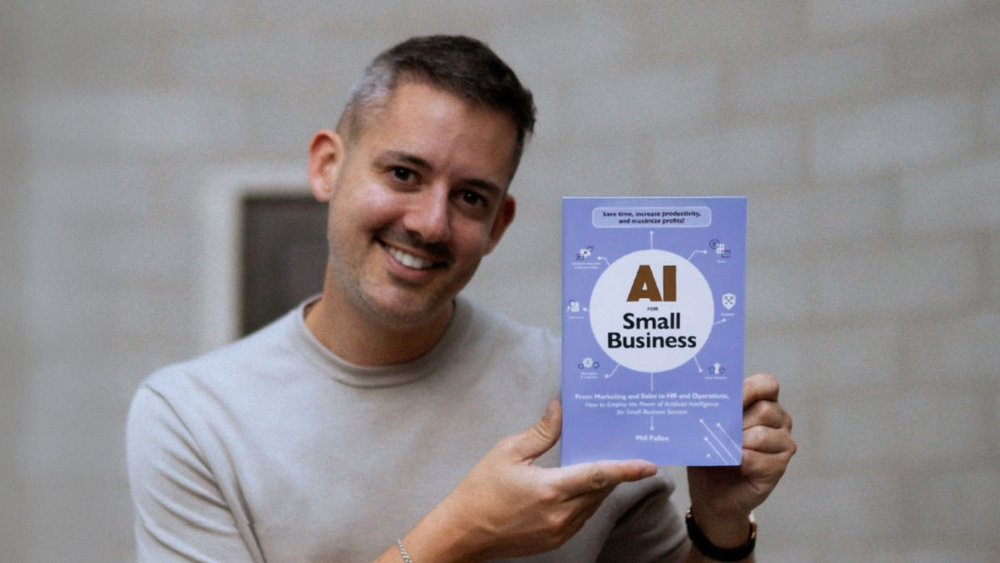 Save time, increase productivity,
and maximize profits!
AI
FOR
Small
Business
From Marketing and Sales to HR and Operations,
How to Employ the Power of Artificial Intelligence
for Small Business Success
Phil Pallen